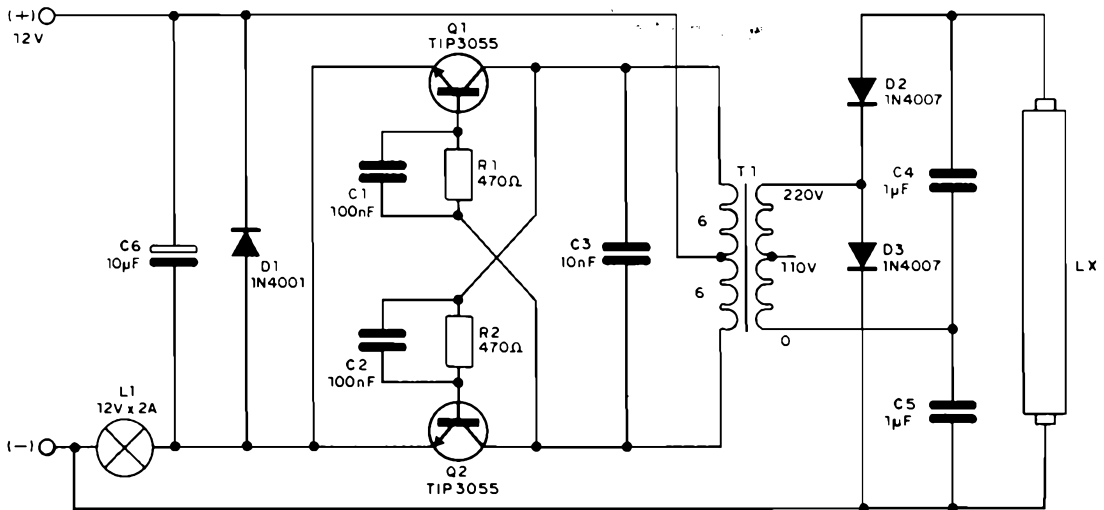 (+)
12V
Q1
TIP3055
D2
1N4007
R1
470Ω
C1
100nF
T1
C4
1µF
220V
6
C3
10nF
C6
10µF
D1
1N4001
D3
1N4007
110V
LX
6
R2
470Ω
C2
100nF
0
L1
12V x 2A
C5
1µF
(-)
Q2
TIP3055